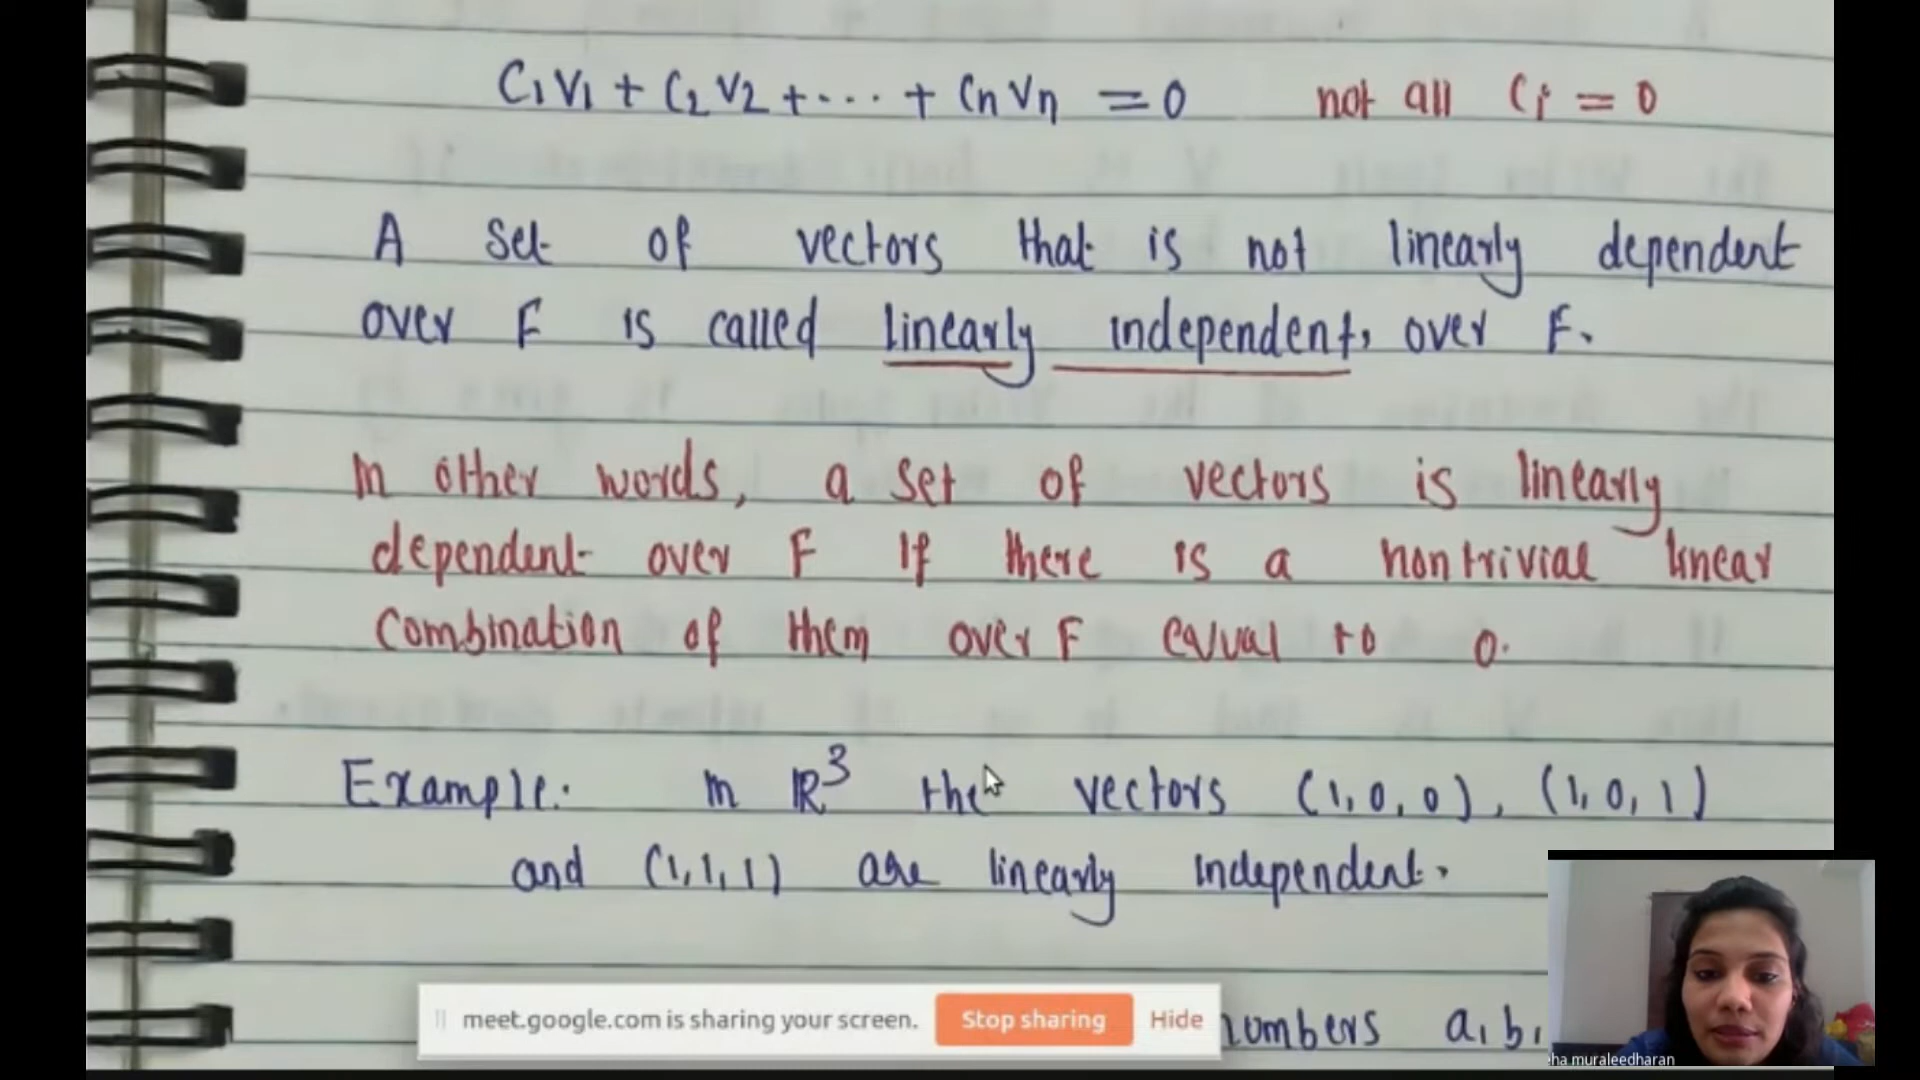 C₁V₁ + C₂V₂ + ... + CnVn = 0 not all Ci = 0
A set of vectors that is not linearly dependent
over F is called linearly independent, over F.
In other words, a set of vectors is linearly
dependent over F if there is a nontrivial linear
combination of them over F equal to 0.
Example: In ℝ³ the vectors (1,0,0), (1,0,1)
and (1,1,1) are linearly independent.
numbers a, b,
meet.google.com is sharing your screen. Stop sharing Hide
muraleedharan